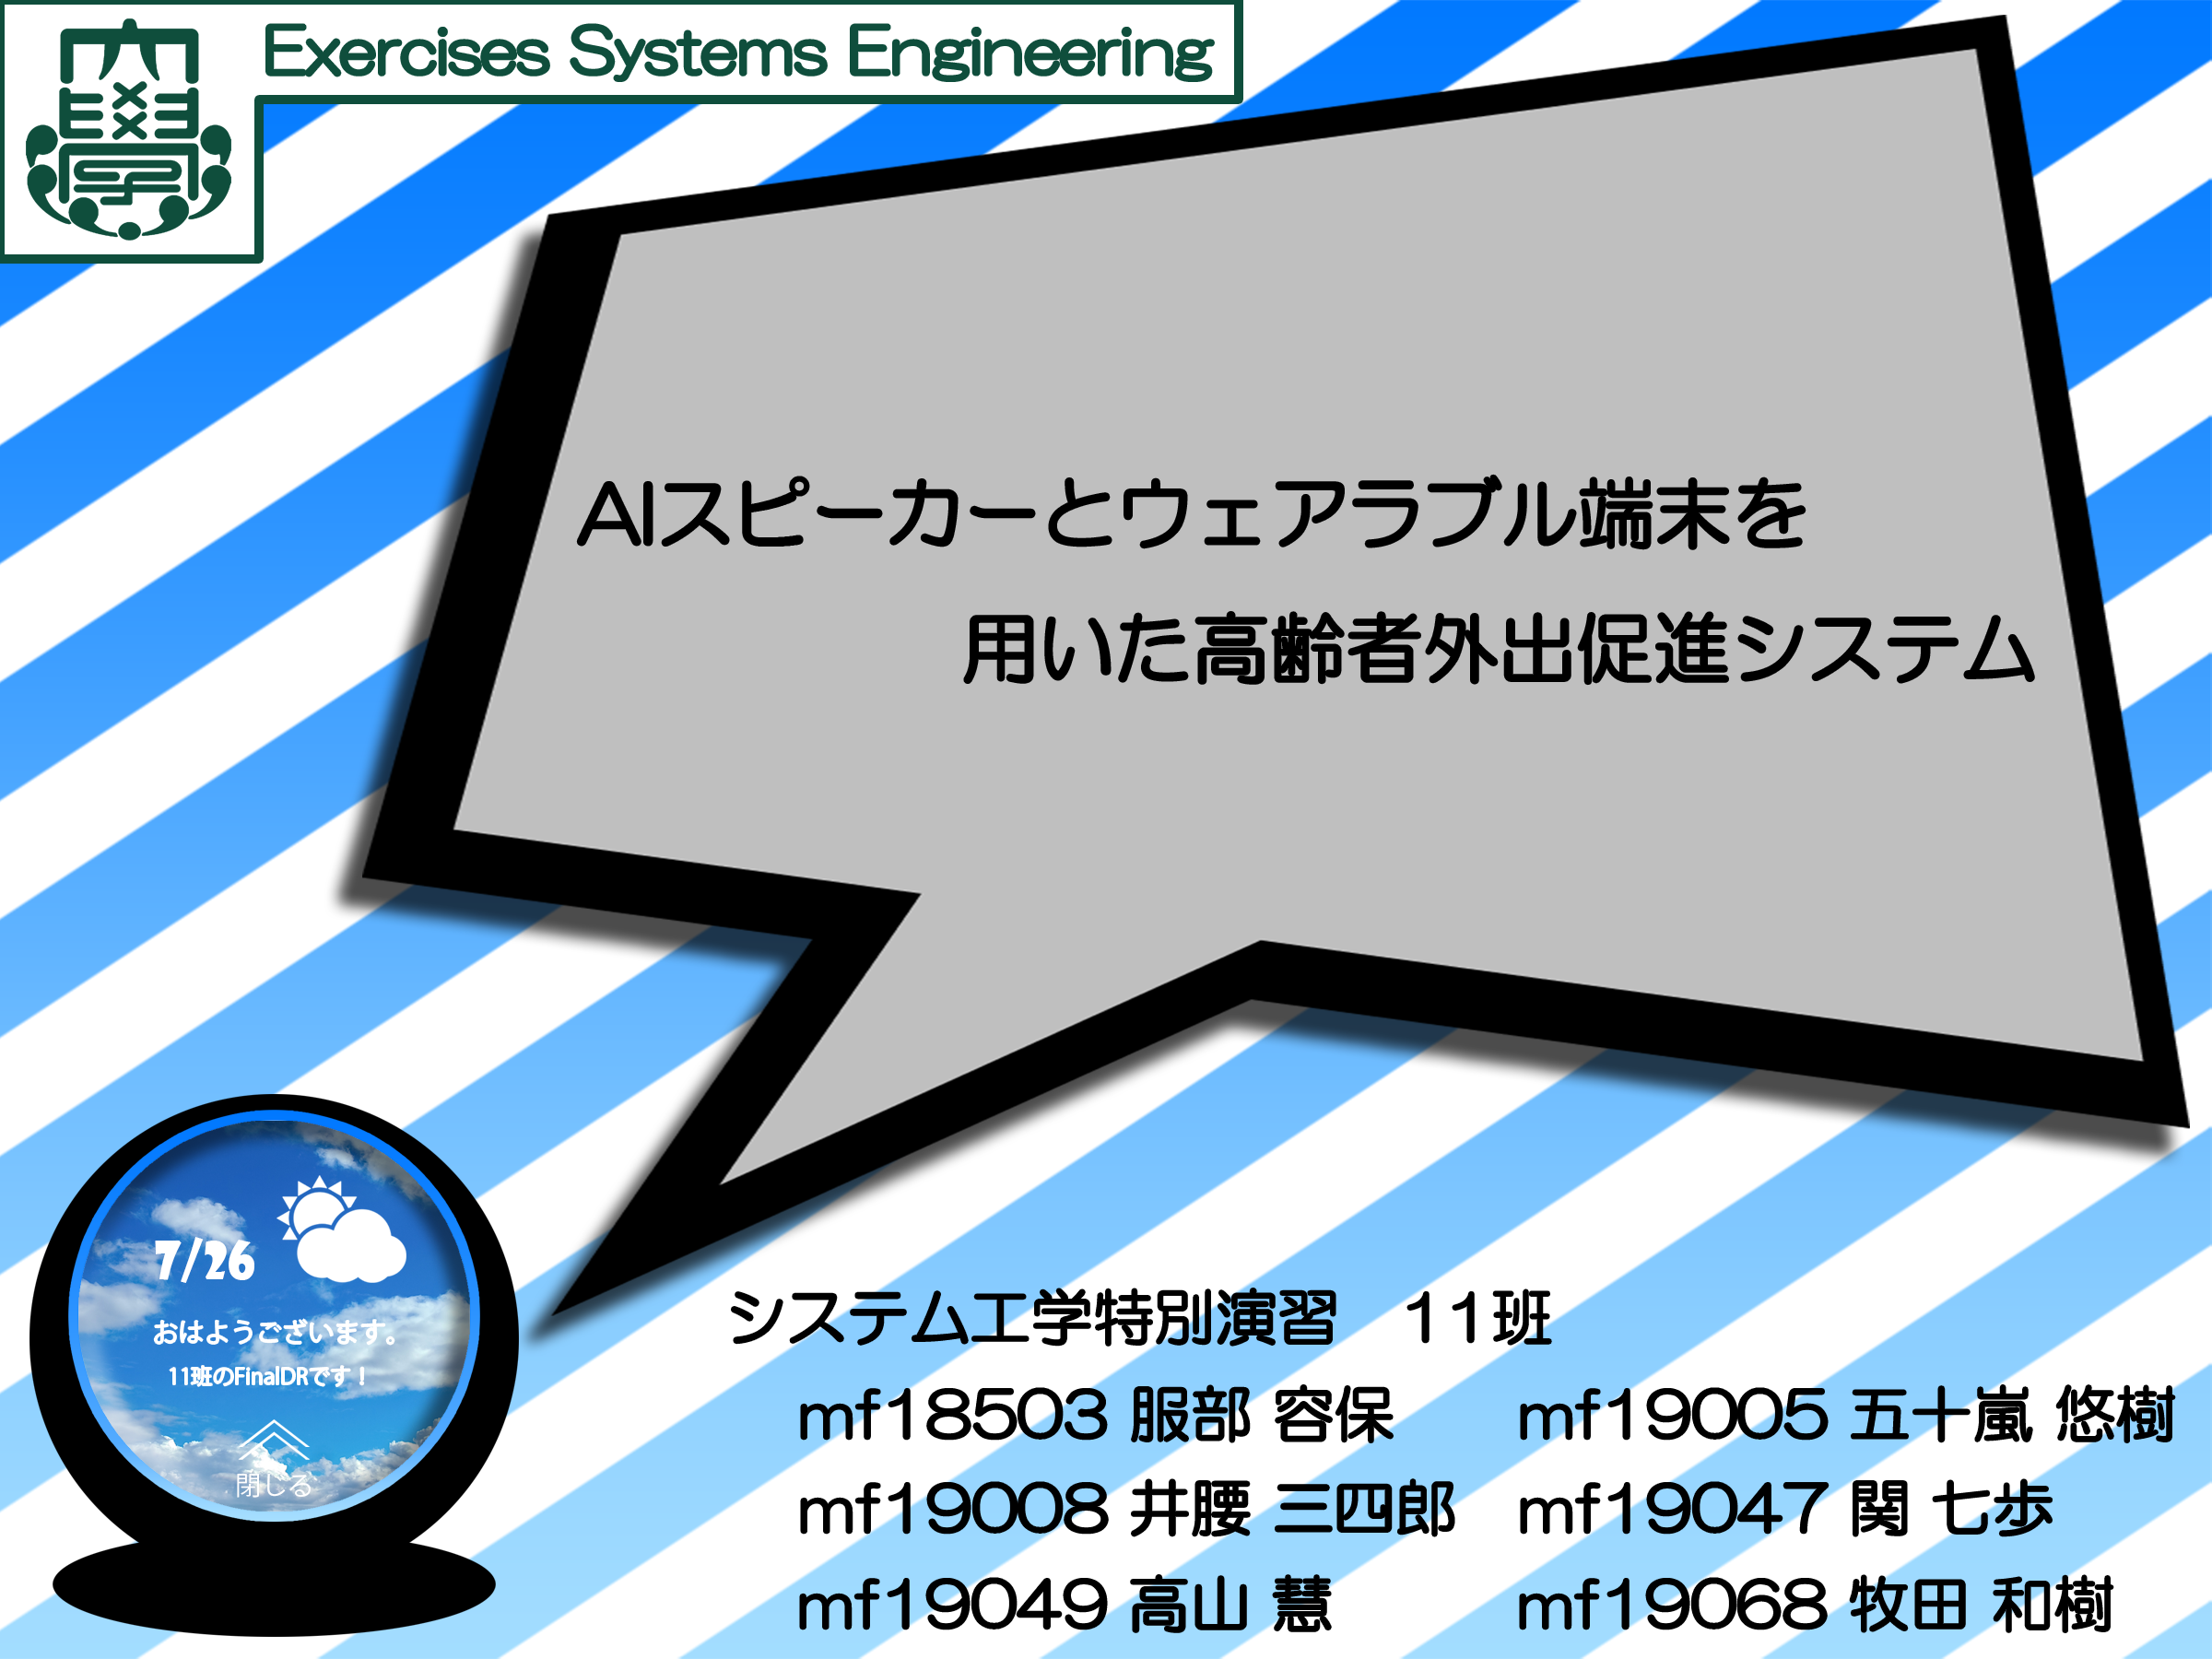 大學
Exercises Systems Engineering
AIスピーカーとウェアラブル端末を
用いた高齢者外出促進システム
7/26
おはようございます。
11班のFinalDRです！
閉じる
システム工学特別演習　11班
mf18503 服部 容保
mf19005 五十嵐 悠樹
mf19008 井腰 三四郎
mf19047 関 七歩
mf19049 高山 慧
mf19068 牧田 和樹